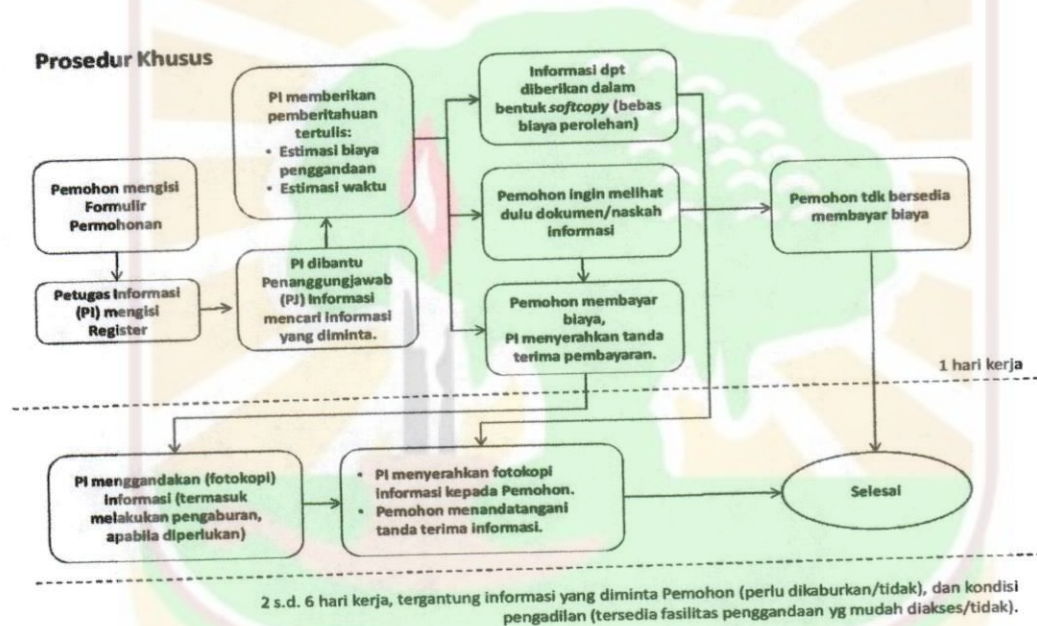 Prosedur Khusus
Pemohon mengisi
Formulir
Permohonan
Petugas Informasi
(PI) mengisi
Register
PI dibantu
Penanggungjawab
(PJ) Informasi
mencari informasi
yang diminta.
PI memberikan
pemberitahuan
tertulis:
• Estimasi biaya
penggandaan
• Estimasi waktu
Informasi dpt
diberikan dalam
bentuk softcopy (bebas
biaya perolehan)
Pemohon ingin melihat
dulu dokumen/naskah
informasi
Pemohon membayar
biaya,
PI menyerahkan tanda
terima pembayaran.
Pemohon tdk bersedia
membayar biaya
1 hari kerja
PI menggandakan (fotokopi)
Informasi (termasuk
melakukan pengaburan,
apabila diperlukan)
• PI menyerahkan fotokopi
informasi kepada Pemohon.
• Pemohon menandatangani
tanda terima informasi.
Selesai
2 s.d. 6 hari kerja, tergantung informasi yang diminta Pemohon (perlu dikaburkan/tidak), dan kondisi
pengadilan (tersedia fasilitas penggandaan yg mudah diakses/tidak).